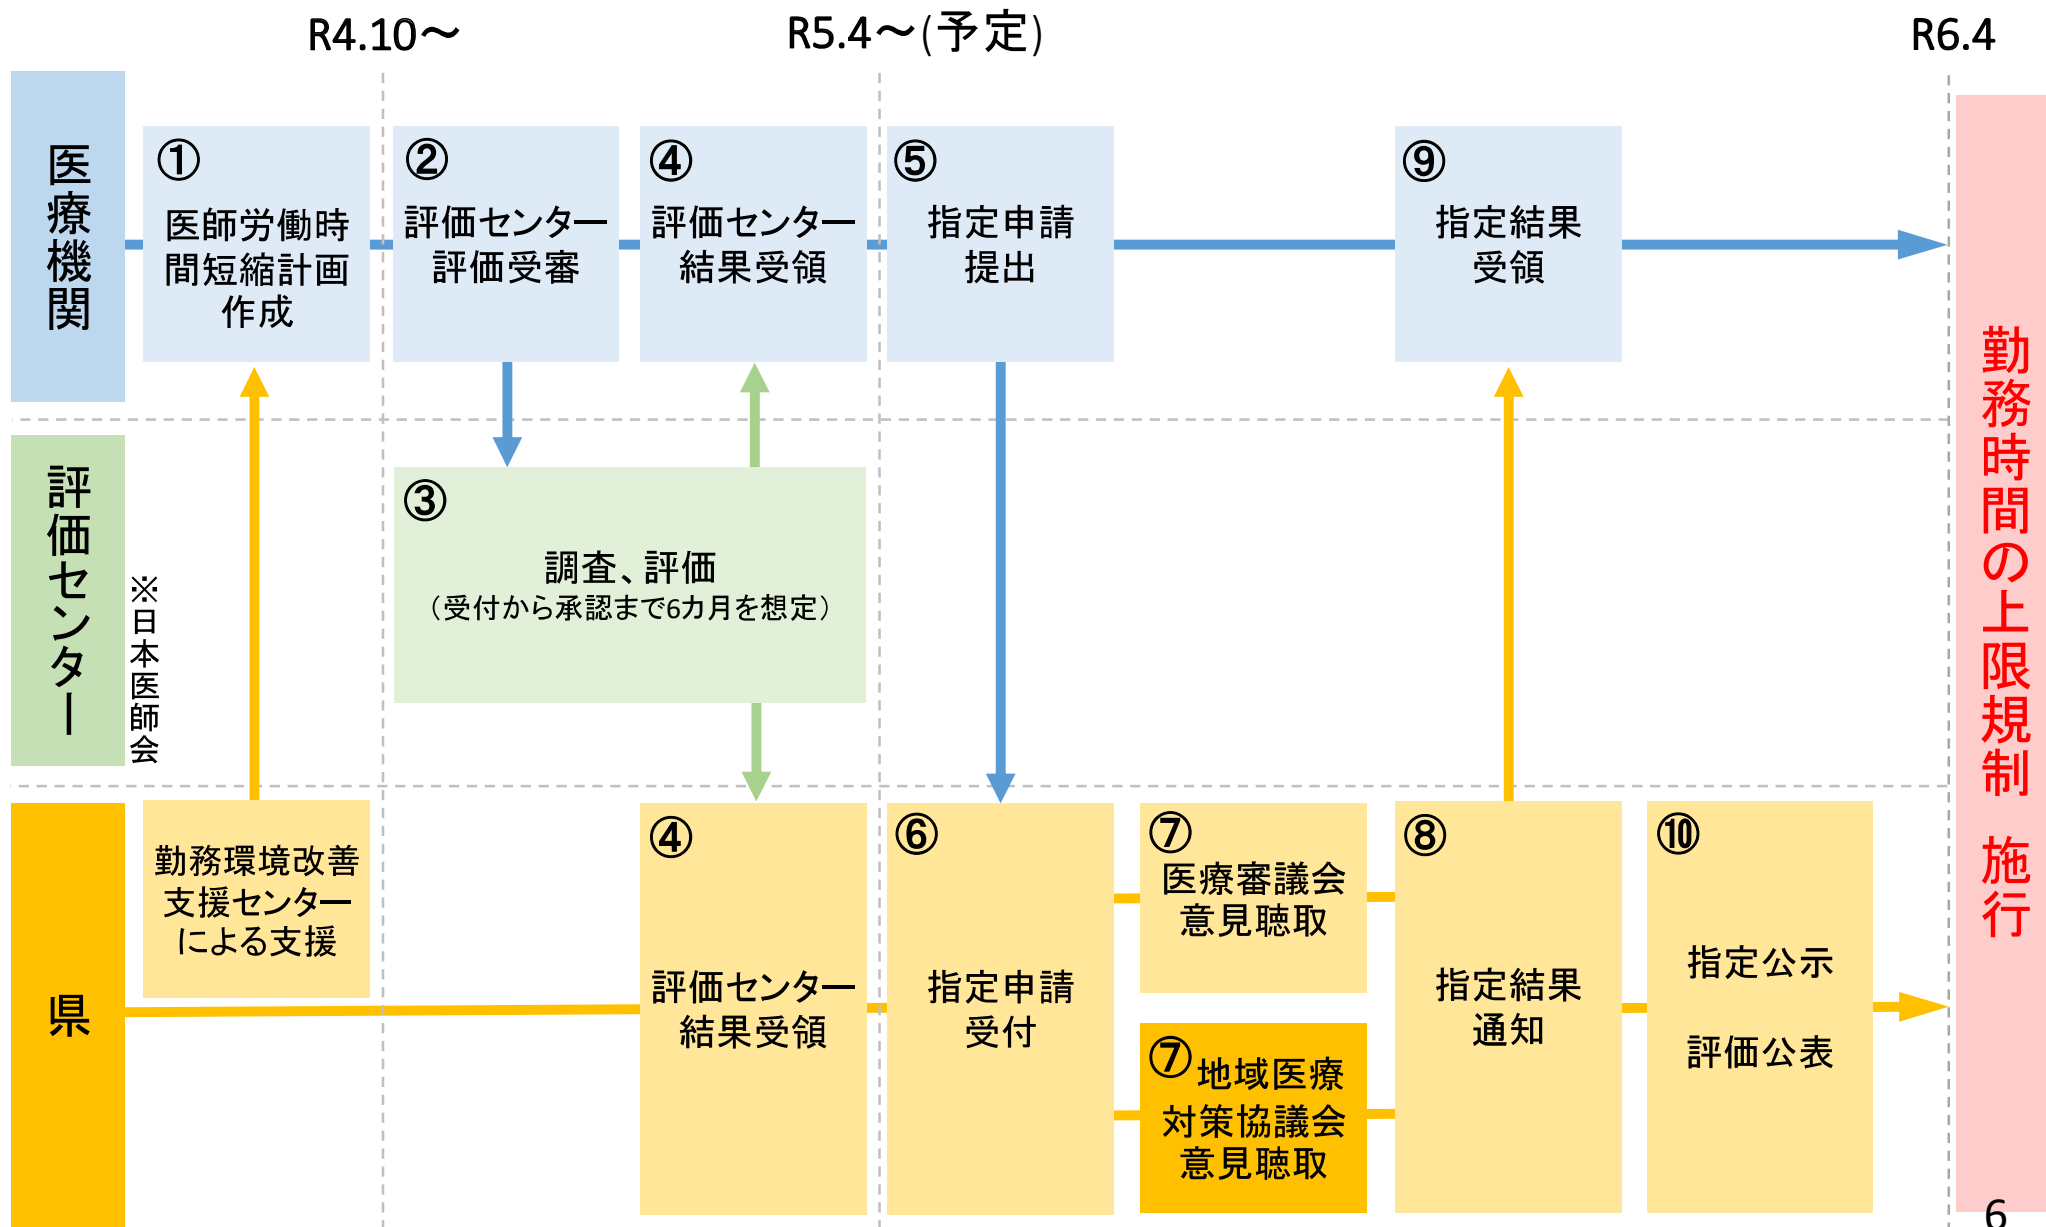 R4.10～
R5.4～(予定)
R6.4
医療機関
①
医師労働時
間短縮計画
作成
②
評価センター
評価受審
④
評価センター
結果受領
⑤
指定申請
提出
⑨
指定結果
受領
評価センター
※日本医師会
③
調査、評価
（受付から承認まで6カ月を想定）
県
勤務環境改善
支援センター
による支援
④
評価センター
結果受領
⑥
指定申請
受付
⑦
医療審議会
意見聴取
⑦地域医療
対策協議会
意見聴取
⑧
指定結果
通知
⑩
指定公示
評価公表
勤務時間の上限規制　施行
6